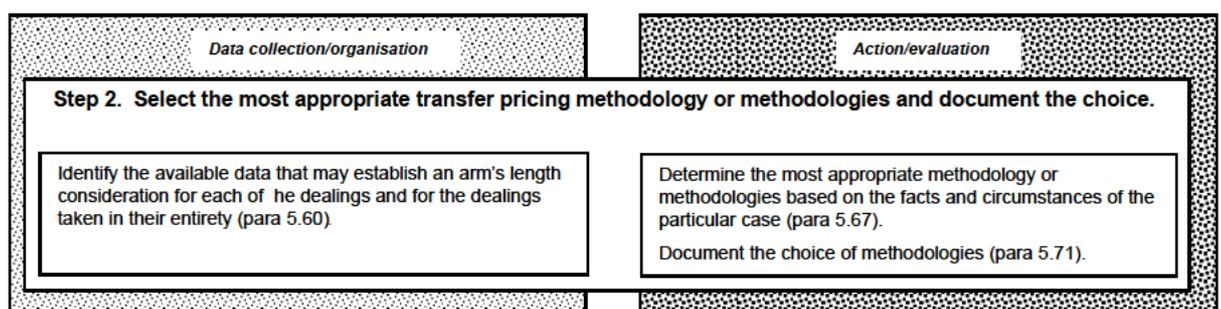 Data collection/organisation
Action/evaluation
Step 2. Select the most appropriate transfer pricing methodology or methodologies and document the choice.
Identify the available data that may establish an arm's length
consideration for each of he dealings and for the dealings
taken in their entirety (para 5.60).
Determine the most appropriate methodology or
methodologies based on the facts and circumstances of the
particular case (para 5.67).
Document the choice of methodologies (para 5.71).